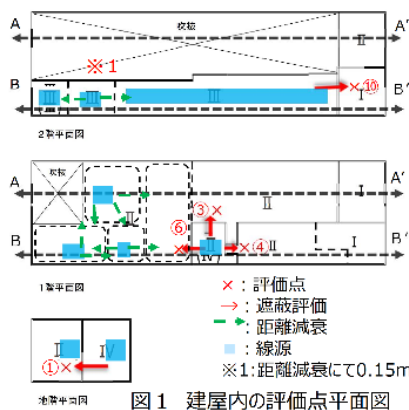 吹抜
A
A'
II
※1
B
III
III
III
×⑩
I
B'
2階平面図
吹抜
A
A'
II
③×
II
I
⑥
×
×④
II
I
B
IV
B'
1階平面図
II
IV
①×
地階平面図
×:評価点
→:遮蔽評価
:距離減衰
:線源
※1:距離減衰にて0.15m
図1 建屋内の評価点平面図